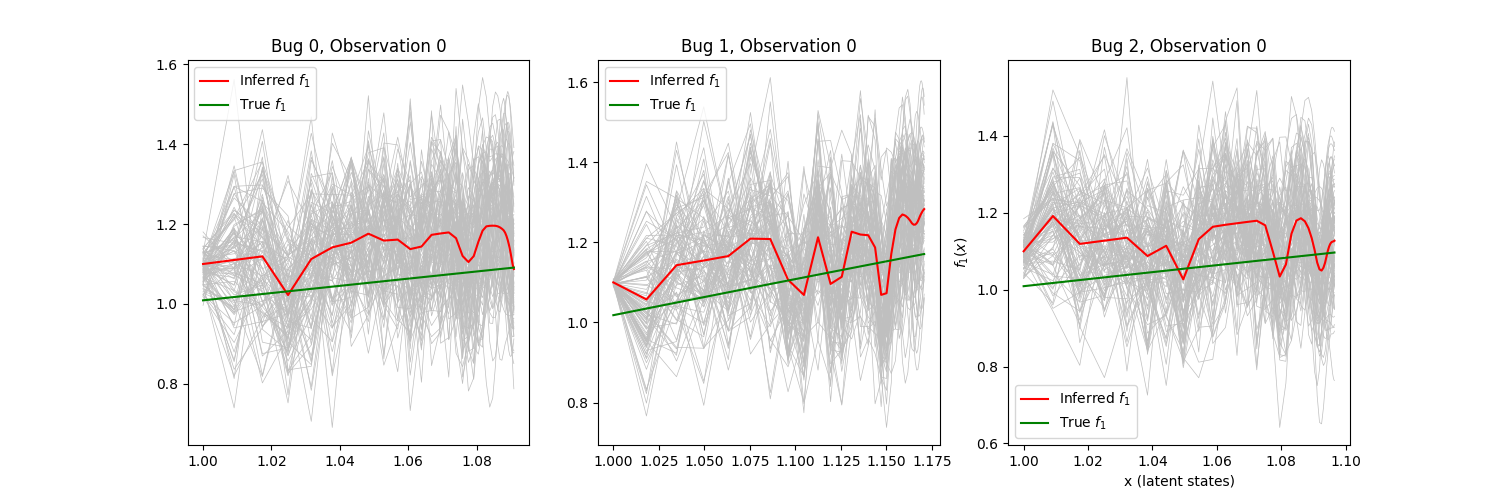 Bug 0, Observation 0
Inferred f₁
True f₁
1.6
1.4
1.2
1.0
0.8
1.00 1.02 1.04 1.06 1.08
Bug 1, Observation 0
Inferred f₁
True f₁
1.6
1.4
1.2
1.0
0.8
1.000 1.025 1.050 1.075 1.100 1.125 1.150 1.175
Bug 2, Observation 0
f₁(x)
1.4
1.2
1.0
0.8
0.6
Inferred f₁
True f₁
1.00 1.02 1.04 1.06 1.08 1.10
x (latent states)